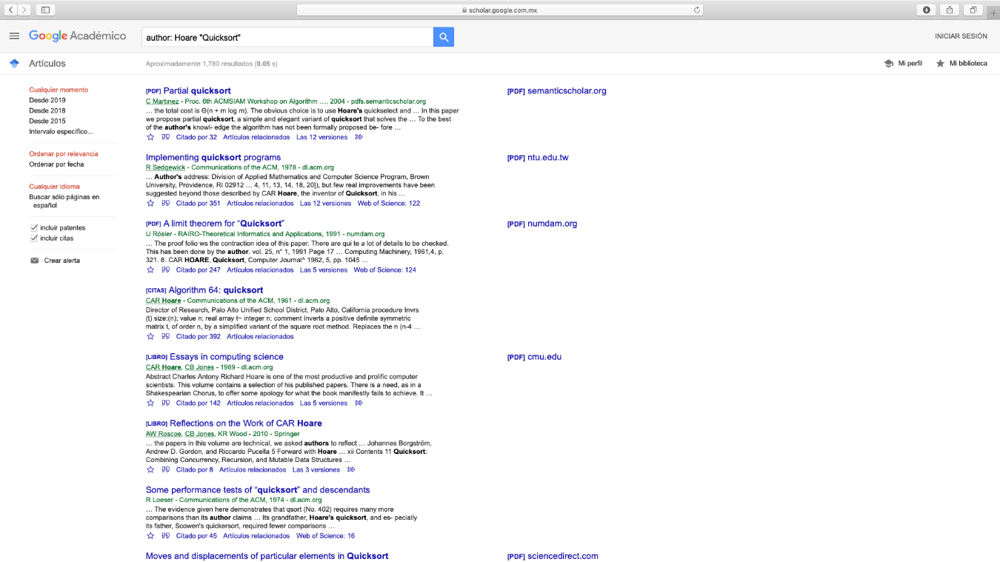 scholar.google.com.mx
Google Académico
author: Hoare "Quicksort"
INICIAR SESIÓN
Artículos
Aproximadamente 1,780 resultados (0.05 s)
Mi perfil
Mi biblioteca
Cualquier momento
Desde 2019
Desde 2018
Desde 2015
Intervalo específico...
Ordenar por relevancia
Ordenar por fecha
Cualquier idioma
Buscar sólo páginas en
español
incluir patentes
incluir citas
Crear alerta
[PDF] Partial quicksort
C Martınez - Proc. 6th ACMSIAM Workshop on Algorithm …, 2004 - pdfs.semanticscholar.org
… the total cost is Θ(n + m log m). The obvious choice is to use Hoare's quickselect and … In this paper
we propose partial quicksort, a simple and elegant variant of quicksort that solves the … To the best
of the author's knowl- edge the algorithm has not been formally proposed be- fore …
Citado por 32 Artículos relacionados Las 12 versiones
[PDF] semanticscholar.org
Implementing quicksort programs
R Sedgewick - Communications of the ACM, 1978 - dl.acm.org
… Author's address: Division of Applied Mathematics and Computer Science Program, Brown
University, Providence, RI 02912 … 4, 11, 13, 14, 18, 20]), but few real improvements have been
suggested beyond those described by CAR Hoare, the inventor of Quicksort, in his …
Citado por 351 Artículos relacionados Las 12 versiones Web of Science: 122
[PDF] ntu.edu.tw
[PDF] A limit theorem for “Quicksort”
U Rösler - RAIRO-Theoretical Informatics and Applications, 1991 - numdam.org
… The proof folio ws the contraction idea of this paper. There are qui te a lot of details to be checked.
This has been done by the author. vol. 25, n° 1, 1991 Page 17 … Computing Machinery, 1961,4, p.
321. 8. CAR HOARE, Quicksort, Computer Journal^ 1962, 5, pp. 1045 …
Citado por 247 Artículos relacionados Las 5 versiones Web of Science: 124
[PDF] numdam.org
[CITAS] Algorithm 64: quicksort
CAR Hoare - Communications of the ACM, 1961 - dl.acm.org
Director of Research, Palo Alto Unified School District, Palo Alto, California procedure Invrs
(t) size:(n); value n; real array t~ integer n; comment Inverts a positive definite symmetric
matrix t, of order n, by a simplified variant of the square root method. Replaces the n (n-4 …
Citado por 392 Artículos relacionados
[LIBRO] Essays in computing science
CAR Hoare, CB Jones - 1989 - dl.acm.org
Abstract Charles Antony Richard Hoare is one of the most productive and prolific computer
scientists. This volume contains a selection of his published papers. There is a need, as in a
Shakespearian Chorus, to offer some apology for what the book manifestly fails to achieve. It …
Citado por 142 Artículos relacionados Las 5 versiones
[PDF] cmu.edu
[LIBRO] Reflections on the Work of CAR Hoare
AW Roscoe, CB Jones, KR Wood - 2010 - Springer
… the papers in this volume are technical, we asked authors to reflect … Johannes Borgström,
Andrew D. Gordon, and Riccardo Pucella 5 Forward with Hoare … xii Contents 11 Quicksort:
Combining Concurrency, Recursion, and Mutable Data Structures …
Citado por 8 Artículos relacionados Las 3 versiones
Some performance tests of “quicksort” and descendants
R Loeser - Communications of the ACM, 1974 - dl.acm.org
… The evidence given here demonstrates that qsort (No. 402) requires many more
comparisons than its author claims … Its grandfather, Hoare's quicksort, and es- pecially
its father, Scowen's quickersort, required fewer comparisons …
Citado por 45 Artículos relacionados Web of Science: 16
Moves and displacements of particular elements in Quicksort
[PDF] sciencedirect.com